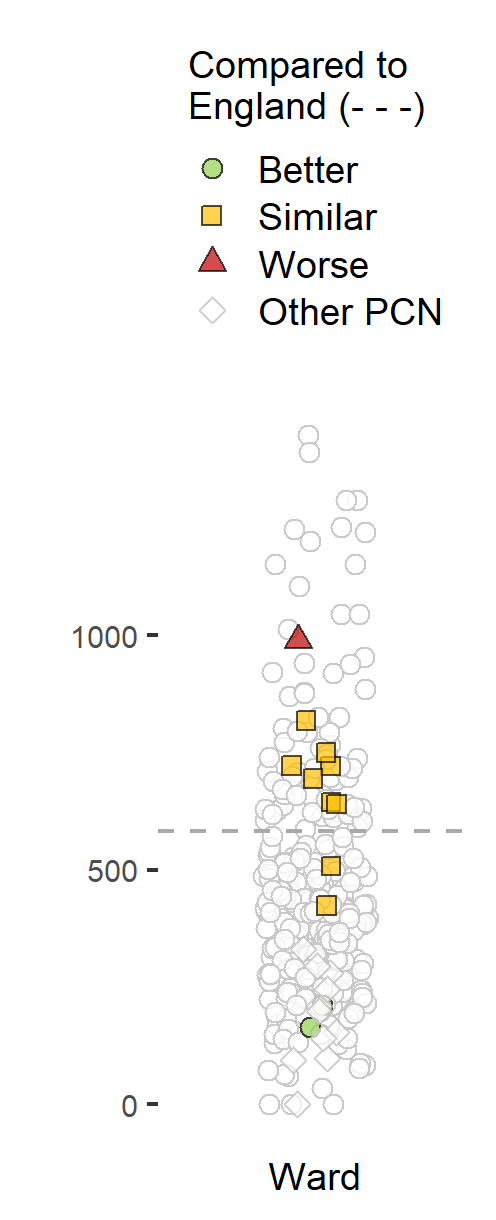 Compared to
England (- - -)
Better
Similar
Worse
Other PCN
1000
500
0
Ward